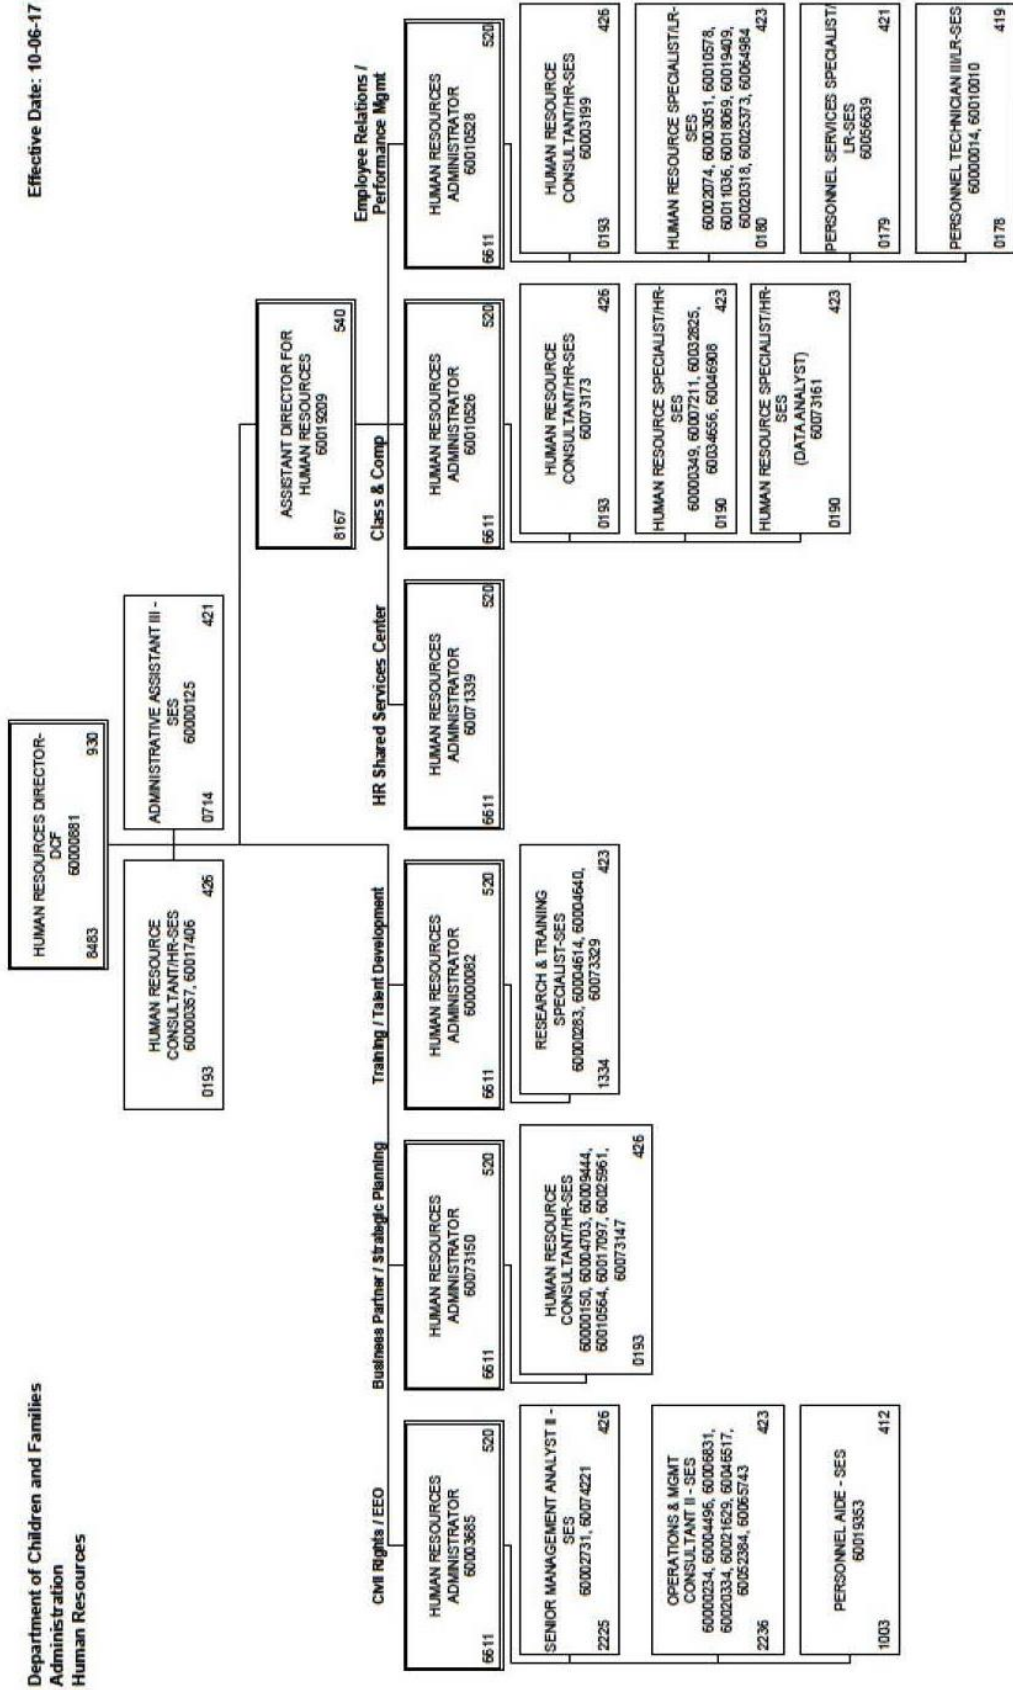 Department of Children and Families
Administration
Human Resources
Effective Date: 10-06-17
HUMAN RESOURCES DIRECTOR-
DCF
60000681
8483 930
HUMAN RESOURCE
CONSULTANT/HR-SES
60000357, 60017406
0193 426
ADMINISTRATIVE ASSISTANT III -
SES
60000125
0714 421
ASSISTANT DIRECTOR FOR
HUMAN RESOURCES
60019209
8167 540
Civil Rights / EEO
HUMAN RESOURCES
ADMINISTRATOR
60003685
6611 520
SENIOR MANAGEMENT ANALYST II -
SES
60002731, 60074221
2225 426
OPERATIONS & MGMT
CONSULTANT II - SES
60000234, 60004496, 60006831,
60020334, 60021629, 60046517,
60052384, 60065743
2236 423
PERSONNEL AIDE - SES
60019353
1003 412
Business Partner / Strategic Planning
HUMAN RESOURCES
ADMINISTRATOR
60073150
6611 520
HUMAN RESOURCE
CONSULTANT/HR-SES
60000150, 60004703, 60009444,
60010564, 60017097, 60025961,
60073147
0193 426
Training / Talent Development
HUMAN RESOURCES
ADMINISTRATOR
60000082
6611 520
RESEARCH & TRAINING
SPECIALIST-SES
60000283, 60004614, 60004640,
60073329
1334 423
HR Shared Services Center
HUMAN RESOURCES
ADMINISTRATOR
60071339
6611 520
Class & Comp
HUMAN RESOURCES
ADMINISTRATOR
60010526
6611 520
HUMAN RESOURCE
CONSULTANT/HR-SES
60073173
0193 426
HUMAN RESOURCE SPECIALIST/HR-
SES
60000349, 60007211, 60032825,
60034656, 60046908
0190 423
HUMAN RESOURCE SPECIALIST/HR-
SES
(DATA ANALYST)
60073161
0190 423
Employee Relations /
Performance Mgmt
HUMAN RESOURCES
ADMINISTRATOR
60010528
6611 520
HUMAN RESOURCE
CONSULTANT/HR-SES
60003199
0193 426
HUMAN RESOURCE SPECIALIST/LR-
SES
60002074, 60003051, 60010578,
60011036, 60018069, 60019409,
60020318, 60025373, 60064984
0180 423
PERSONNEL SERVICES SPECIALIST/
LR-SES
60056639
0179 421
PERSONNEL TECHNICIAN III/LR-SES
60000014, 60010010
0178 419